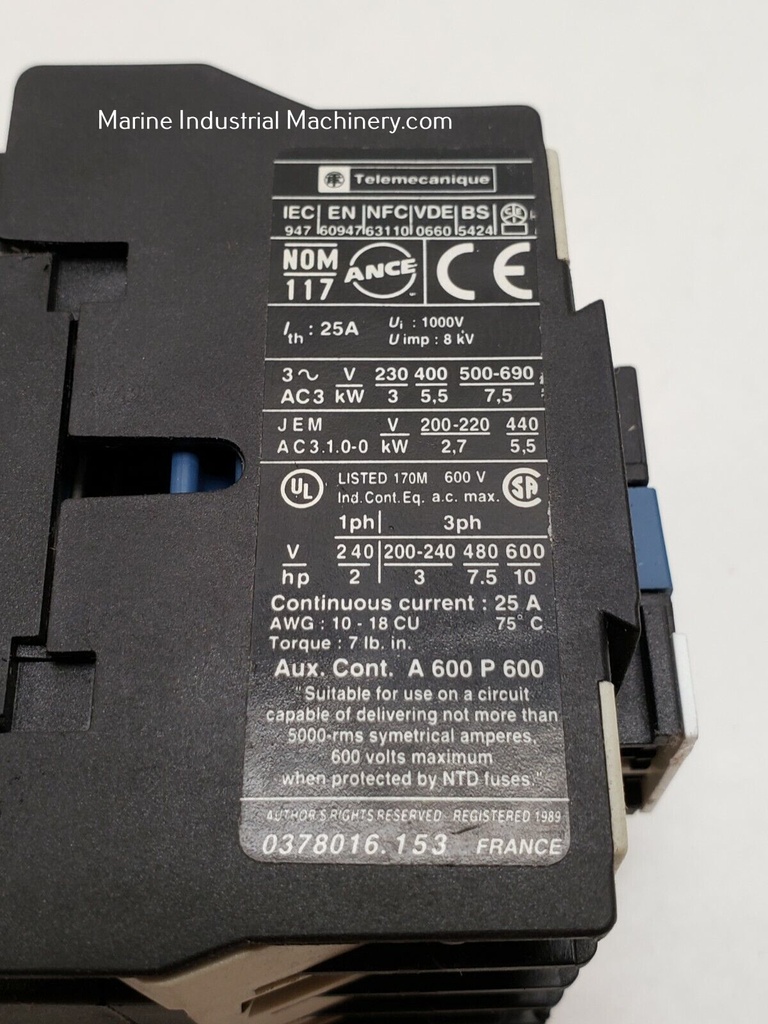 Marine Industrial Machinery.com
Telemecanique
IEC EN NFC VDE BS
947 60947 63110 0660 5424
NOM ANCE CE
117
Ith : 25A Ui : 1000V
U imp : 8 kV
3~ V 230 400 500-690
AC3 kW 3 5,5 7,5
JEM V 200-220 440
AC3.1.0-0 kW 2,7 5,5
UL LISTED 170M 600 V SA
Ind.Cont.Eq. a.c. max.
1ph 3ph
V 240 200-240 480 600
hp 2 3 7.5 10
Continuous current : 25 A
AWG : 10 - 18 CU 75° C
Torque : 7 lb. in.
Aux. Cont. A 600 P 600
"Suitable for use on a circuit
capable of delivering not more than
5000-rms symetrical amperes,
600 volts maximum
when protected by NTD fuses."
AUTHOR'S RIGHTS RESERVED REGISTERED 1989
0378016.153 FRANCE